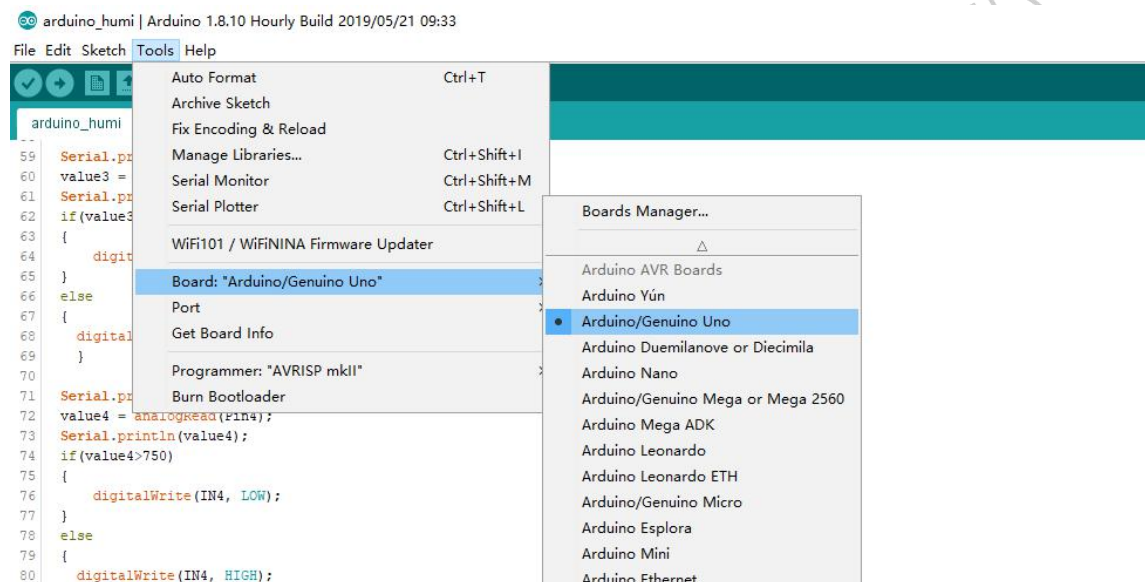 arduino_humi | Arduino 1.8.10 Hourly Build 2019/05/21 09:33
File Edit Sketch Tools Help
arduino_humi
Auto Format Ctrl+T
Archive Sketch
Fix Encoding & Reload
Manage Libraries... Ctrl+Shift+I
Serial Monitor Ctrl+Shift+M
Serial Plotter Ctrl+Shift+L
WiFi101 / WiFiNINA Firmware Updater
Board: "Arduino/Genuino Uno"
Port
Get Board Info
Programmer: "AVRISP mkII"
Burn Bootloader
Boards Manager...
Arduino AVR Boards
Arduino Yún
Arduino/Genuino Uno
Arduino Duemilanove or Diecimila
Arduino Nano
Arduino/Genuino Mega or Mega 2560
Arduino Mega ADK
Arduino Leonardo
Arduino Leonardo ETH
Arduino/Genuino Micro
Arduino Esplora
Arduino Mini
Arduino Ethernet
59 Serial.pr
60 value3 =
61 Serial.pr
62 if(value3
63 {
64 digit
65 }
66 else
67 {
68 digital
69 }
70
71 Serial.pr
72 value4 = analogRead(Pin4);
73 Serial.println(value4);
74 if(value4>750)
75 {
76 digitalWrite(IN4, LOW);
77 }
78 else
79 {
80 digitalWrite(IN4, HIGH);